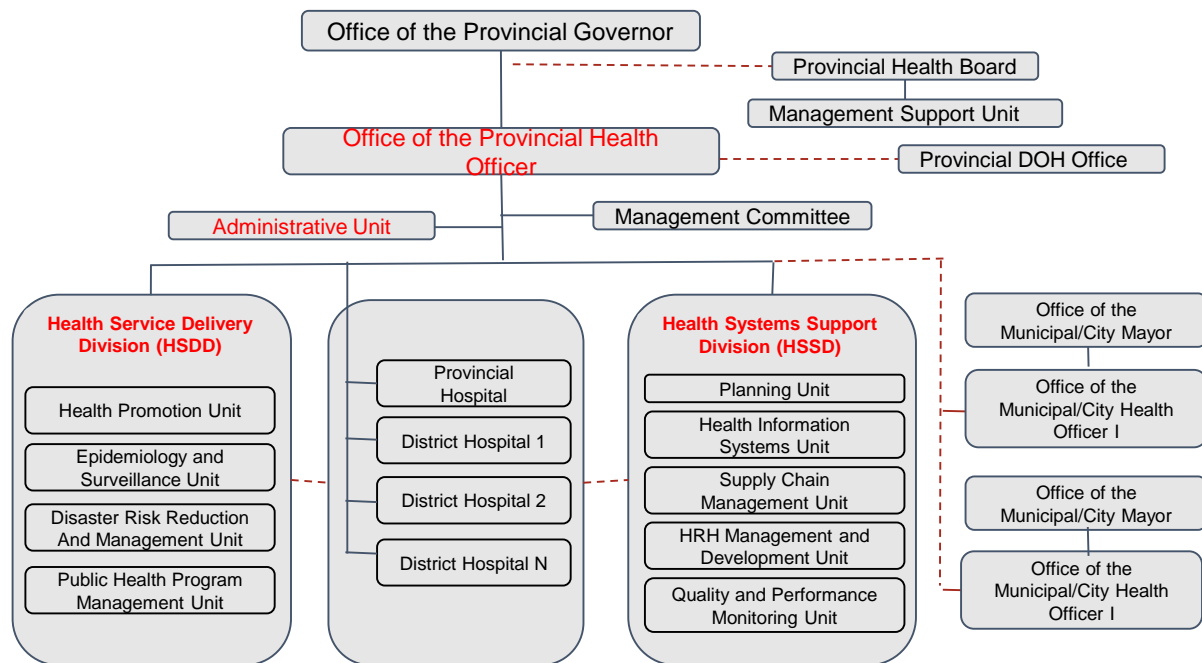 Office of the Provincial Governor
Provincial Health Board
Management Support Unit
Office of the Provincial Health
Officer
Provincial DOH Office
Management Committee
Administrative Unit
Health Service Delivery
Division (HSDD)
Health Promotion Unit
Epidemiology and
Surveillance Unit
Disaster Risk Reduction
And Management Unit
Public Health Program
Management Unit
Provincial
Hospital
District Hospital 1
District Hospital 2
District Hospital N
Health Systems Support
Division (HSSD)
Planning Unit
Health Information
Systems Unit
Supply Chain
Management Unit
HRH Management and
Development Unit
Quality and Performance
Monitoring Unit
Office of the
Municipal/City Mayor
Office of the
Municipal/City Health
Officer I
Office of the
Municipal/City Mayor
Office of the
Municipal/City Health
Officer I